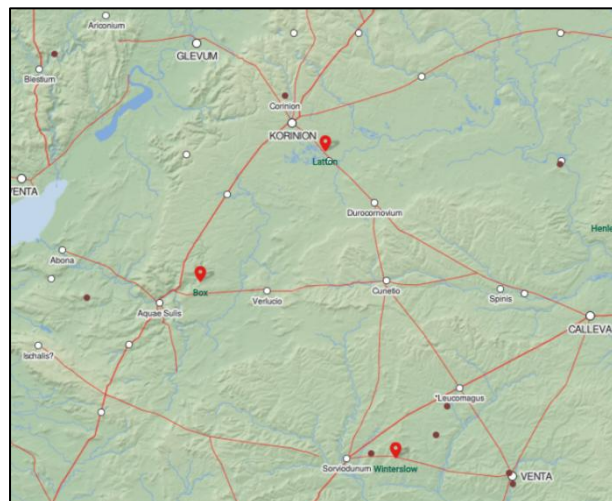 Ariconium
GLEVUM
Blestium
Corinion
KORINION
Latton
VENTA
Durocornovium
Henle
Abona
Box
Verlucio
Cunetio
Spinis
Aquae Sulis
CALLEVA
Ischalis?
*Leucomagus
Sorviodunum
Winterslow
VENTA